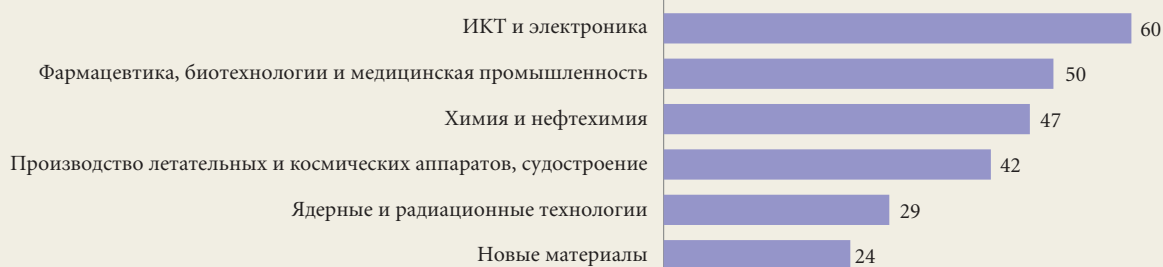 ИКТ и электроника 60
Фармацевтика, биотехнологии и медицинская промышленность 50
Химия и нефтехимия 47
Производство летательных и космических аппаратов, судостроение 42
Ядерные и радиационные технологии 29
Новые материалы 24